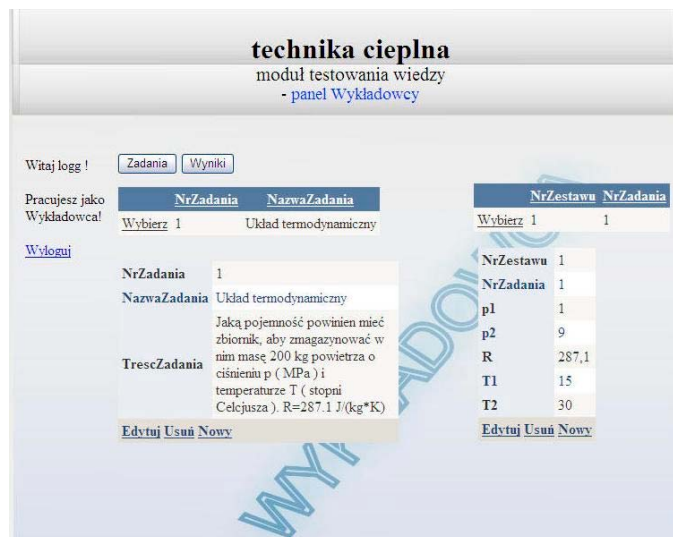 technika cieplna
moduł testowania wiedzy
- panel Wykładowcy
Witaj logg !
Zadania Wyniki
Pracujesz jako
Wykładowca!
Wyloguj
NrZadania NazwaZadania
Wybierz 1 Układ termodynamiczny
NrZadania 1
NazwaZadania Układ termodynamiczny
TrescZadania Jaką pojemność powinien mieć
zbiornik, aby zmagazynować w
nim masę 200 kg powietrza o
ciśnieniu p ( MPa ) i
temperaturze T ( stopni
Celcjusza ). R=287.1 J/(kg*K)
Edytuj Usuń Nowy
NrZestawu NrZadania
Wybierz 1 1
NrZestawu 1
NrZadania 1
p1 1
p2 9
R 287,1
T1 15
T2 30
Edytuj Usuń Nowy